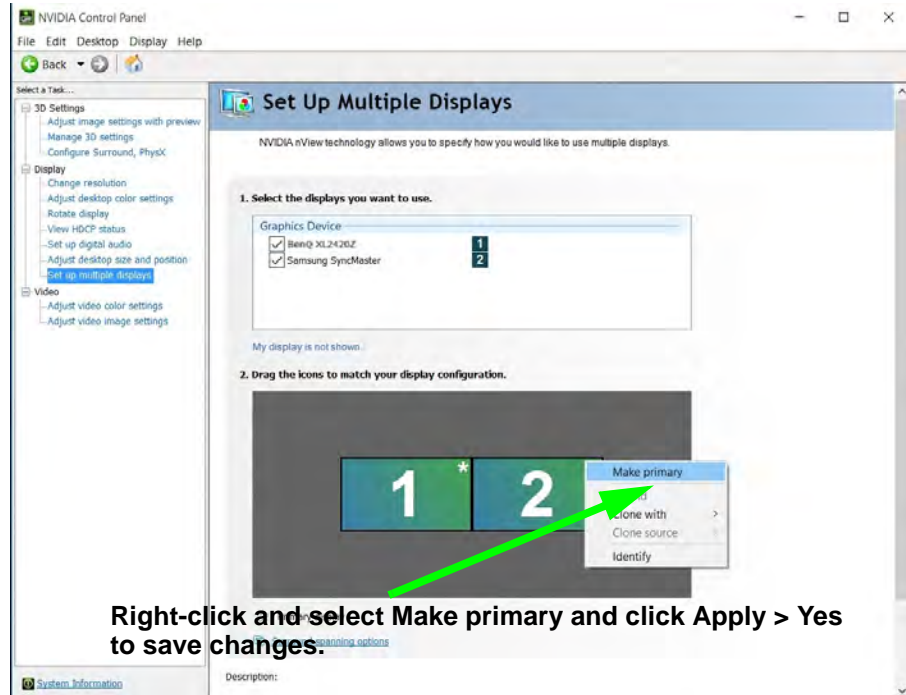 NVIDIA Control Panel
File Edit Desktop Display Help
Back
Select a Task...
3D Settings
Adjust image settings with preview
Manage 3D settings
Configure Surround, PhysX
Display
Change resolution
Adjust desktop color settings
Rotate display
View HDCP status
Set up digital audio
Adjust desktop size and position
Set up multiple displays
Video
Adjust video color settings
Adjust video image settings
System Information
Set Up Multiple Displays
NVIDIA nView technology allows you to specify how you would like to use multiple displays.
1. Select the displays you want to use.
Graphics Device
BenQ XL2420Z 1
Samsung SyncMaster 2
My display is not shown.
2. Drag the icons to match your display configuration.
1 * 2
Make primary
Clone with >
Clone source
Identify
Right-click and select Make primary and click Apply > Yes
to save changes.
spanning options
Description: